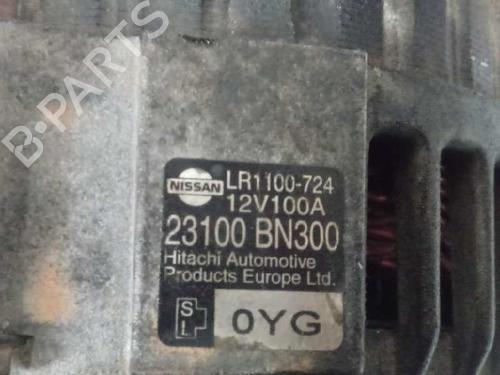 B-PARTS
NISSAN LR1100-724
12V100A
23100 BN300
Hitachi Automotive
Products Europe Ltd.
S
L
0YG